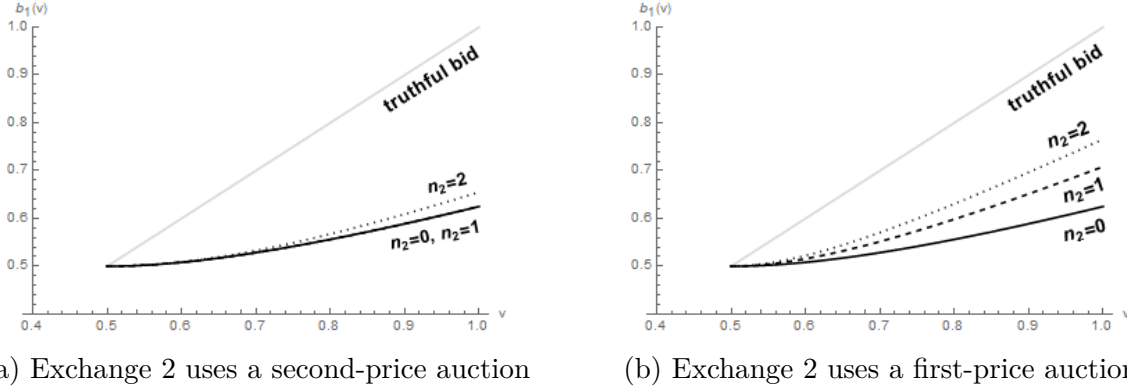 b₁(v)
1.0
0.9
truthful bid
0.8
0.7
n₂=2
0.6
n₂=0, n₂=1
0.5
v
0.4 0.5 0.6 0.7 0.8 0.9 1.0
a) Exchange 2 uses a second-price auction
b₁(v)
1.0
0.9
truthful bid
0.8
n₂=2
0.7
n₂=1
0.6
n₂=0
0.5
v
0.4 0.5 0.6 0.7 0.8 0.9 1.0
(b) Exchange 2 uses a first-price auction